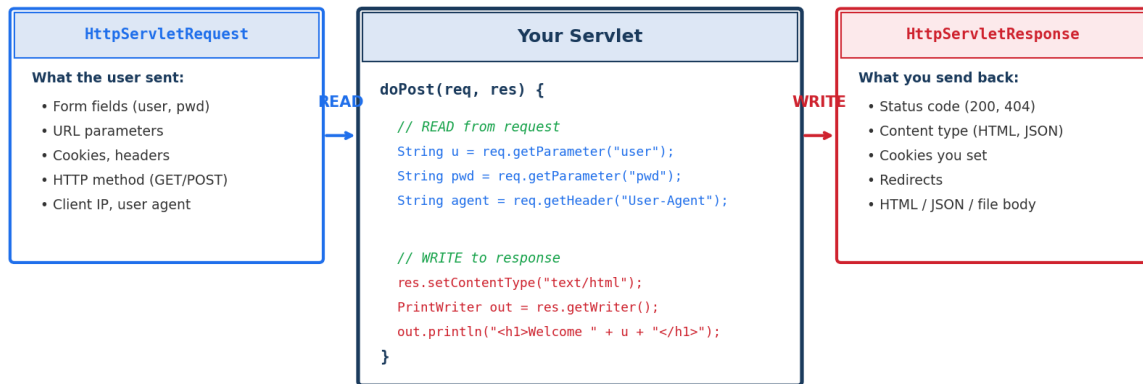 HttpServletRequest
What the user sent:
• Form fields (user, pwd)
• URL parameters
• Cookies, headers
• HTTP method (GET/POST)
• Client IP, user agent
READ
Your Servlet
doPost(req, res) {
// READ from request
String u = req.getParameter("user");
String pwd = req.getParameter("pwd");
String agent = req.getHeader("User-Agent");
// WRITE to response
res.setContentType("text/html");
PrintWriter out = res.getWriter();
out.println("<h1>Welcome " + u + "</h1>");
}
WRITE
HttpServletResponse
What you send back:
• Status code (200, 404)
• Content type (HTML, JSON)
• Cookies you set
• Redirects
• HTML / JSON / file body